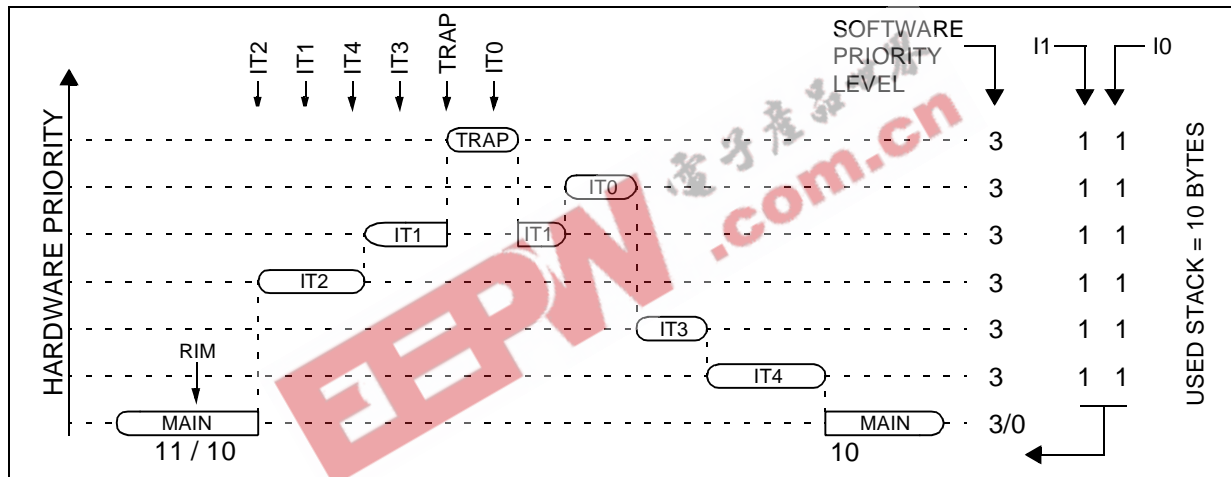 IT2
IT1
IT4
IT3
TRAP
IT0
SOFTWARE
PRIORITY
LEVEL
I1
I0
HARDWARE PRIORITY
TRAP
3
1 1
IT0
3
1 1
IT1
IT1
3
1 1
IT2
3
1 1
RIM
IT3
3
1 1
IT4
3
1 1
MAIN
MAIN
3/0
11 / 10
10
USED STACK = 10 BYTES
EEPW
.com.cn
電子產品世界